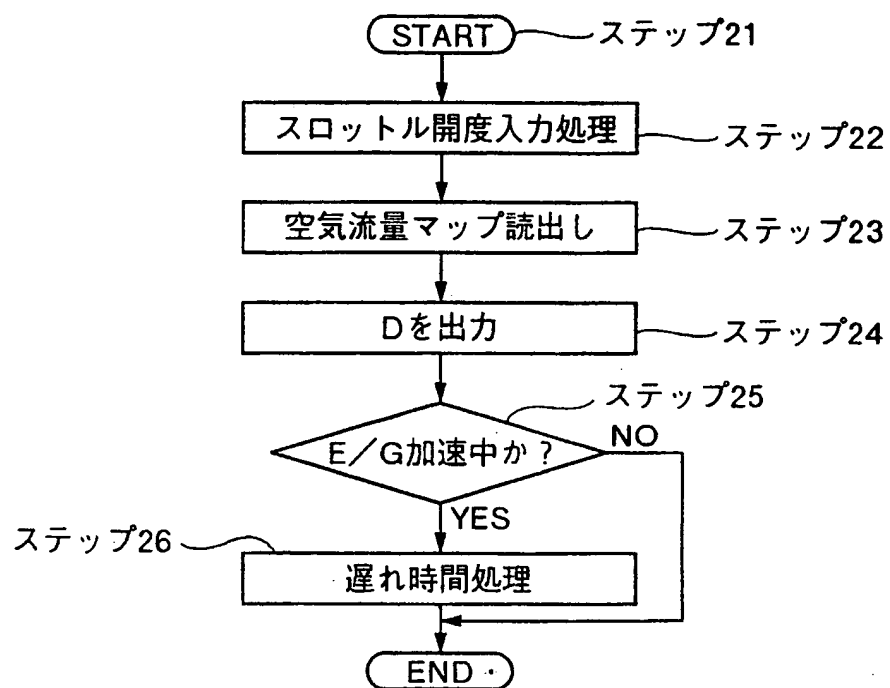 START
ステップ21
スロットル開度入力処理
ステップ22
空気流量マップ読出し
ステップ23
Dを出力
ステップ24
ステップ25
E/G加速中か?
NO
YES
ステップ26
遅れ時間処理
END